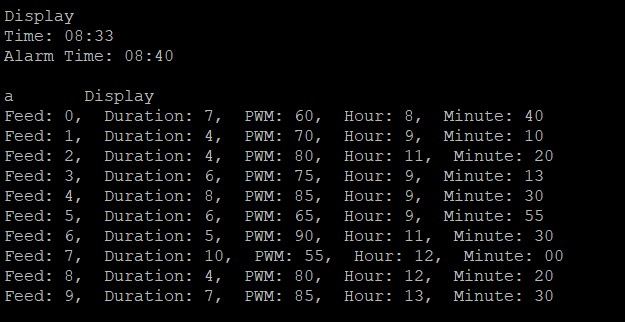 Display
Time: 08:33
Alarm Time: 08:40
a Display
Feed: 0, Duration: 7, PWM: 60, Hour: 8, Minute: 40
Feed: 1, Duration: 4, PWM: 70, Hour: 9, Minute: 10
Feed: 2, Duration: 4, PWM: 80, Hour: 11, Minute: 20
Feed: 3, Duration: 6, PWM: 75, Hour: 9, Minute: 13
Feed: 4, Duration: 8, PWM: 85, Hour: 9, Minute: 30
Feed: 5, Duration: 6, PWM: 65, Hour: 9, Minute: 55
Feed: 6, Duration: 5, PWM: 90, Hour: 11, Minute: 30
Feed: 7, Duration: 10, PWM: 55, Hour: 12, Minute: 00
Feed: 8, Duration: 4, PWM: 80, Hour: 12, Minute: 20
Feed: 9, Duration: 7, PWM: 85, Hour: 13, Minute: 30